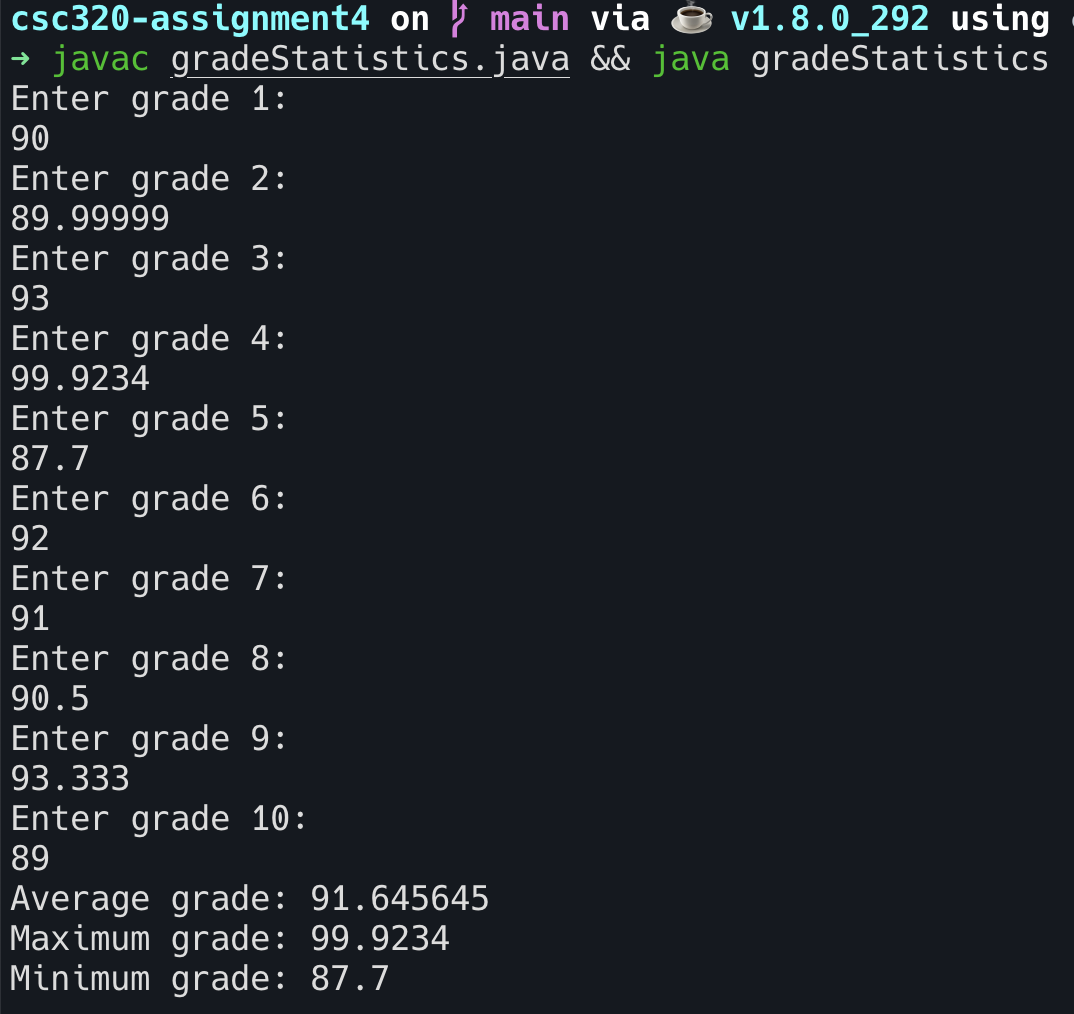 csc320-assignment4 on main via ☕ v1.8.0_292 using
➜ javac gradeStatistics.java && java gradeStatistics
Enter grade 1:
90
Enter grade 2:
89.99999
Enter grade 3:
93
Enter grade 4:
99.9234
Enter grade 5:
87.7
Enter grade 6:
92
Enter grade 7:
91
Enter grade 8:
90.5
Enter grade 9:
93.333
Enter grade 10:
89
Average grade: 91.645645
Maximum grade: 99.9234
Minimum grade: 87.7